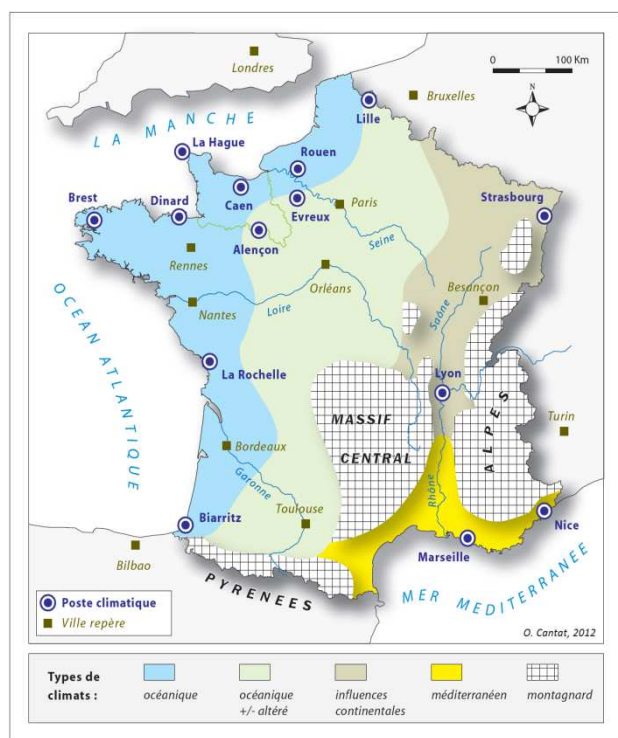 Londres
0 100 Km
N
Bruxelles
Lille
LA MANCHE
La Hague
Rouen
Caen
Evreux
Paris
Strasbourg
Brest
Dinard
Alençon
Seine
Rennes
Orléans
Besançon
OCEAN ATLANTIQUE
Nantes
Loire
Saône
La Rochelle
Lyon
MASSIF
CENTRAL
ALPES
Turin
Bordeaux
Garonne
Rhône
Toulouse
Biarritz
Nice
Marseille
Bilbao
PYRENEES
MER MEDITERRANEE
Poste climatique
Ville repère
O. Cantat, 2012
Types de
climats :
océanique
océanique
+/- altéré
influences
continentales
méditerranéen
montagnard